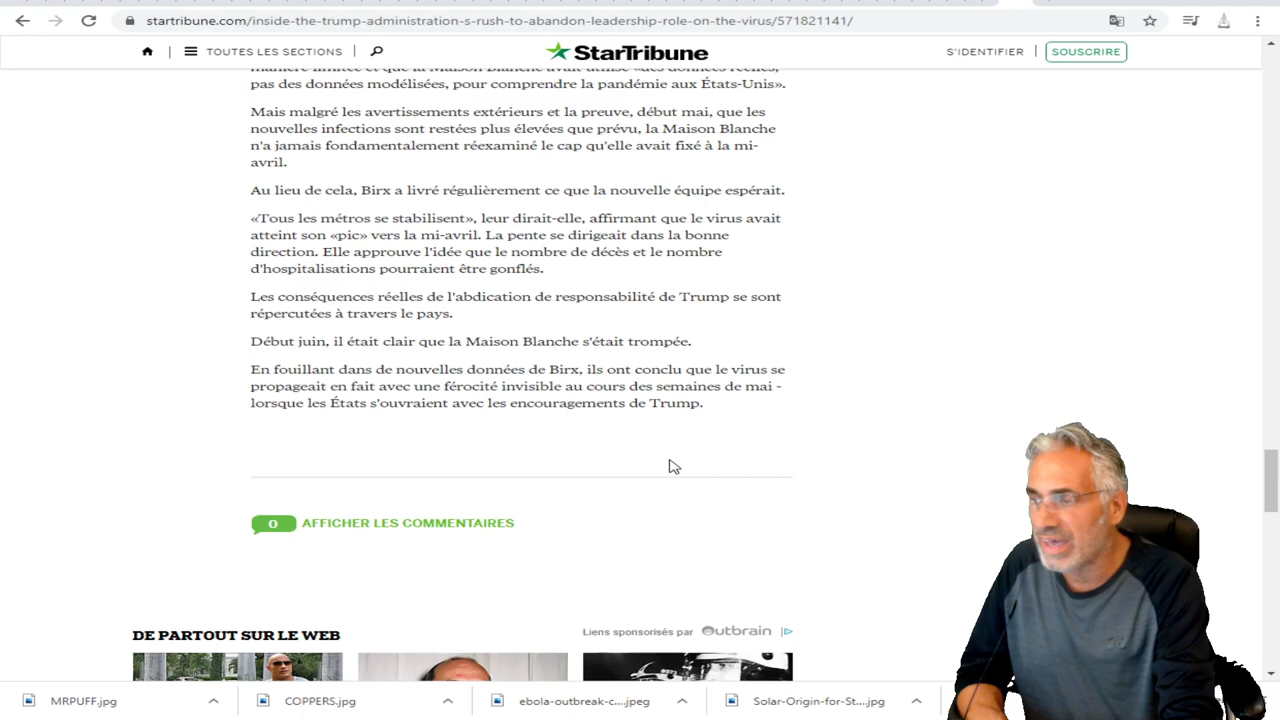 startribune.com/inside-the-trump-administration-s-rush-to-abandon-leadership-role-on-the-virus/571821141/
TOUTES LES SECTIONS
StarTribune
S'IDENTIFIER
SOUSCRIRE
manière limitée et que la Maison Blanche avait utilisé «des données réelles,
pas des données modélisées, pour comprendre la pandémie aux États-Unis».
Mais malgré les avertissements extérieurs et la preuve, début mai, que les
nouvelles infections sont restées plus élevées que prévu, la Maison Blanche
n'a jamais fondamentalement réexaminé le cap qu'elle avait fixé à la mi-
avril.
Au lieu de cela, Birx a livré régulièrement ce que la nouvelle équipe espérait.
«Tous les métros se stabilisent», leur dirait-elle, affirmant que le virus avait
atteint son «pic» vers la mi-avril. La pente se dirigeait dans la bonne
direction. Elle approuve l'idée que le nombre de décès et le nombre
d'hospitalisations pourraient être gonflés.
Les conséquences réelles de l'abdication de responsabilité de Trump se sont
répercutées à travers le pays.
Début juin, il était clair que la Maison Blanche s'était trompée.
En fouillant dans de nouvelles données de Birx, ils ont conclu que le virus se
propageait en fait avec une férocité invisible au cours des semaines de mai -
lorsque les États s'ouvraient avec les encouragements de Trump.
0 AFFICHER LES COMMENTAIRES
DE PARTOUT SUR LE WEB
Liens sponsorisés par Outbrain
MRPUFF.jpg
COPPERS.jpg
ebola-outbreak-c....jpeg
Solar-Origin-for-St....jpg